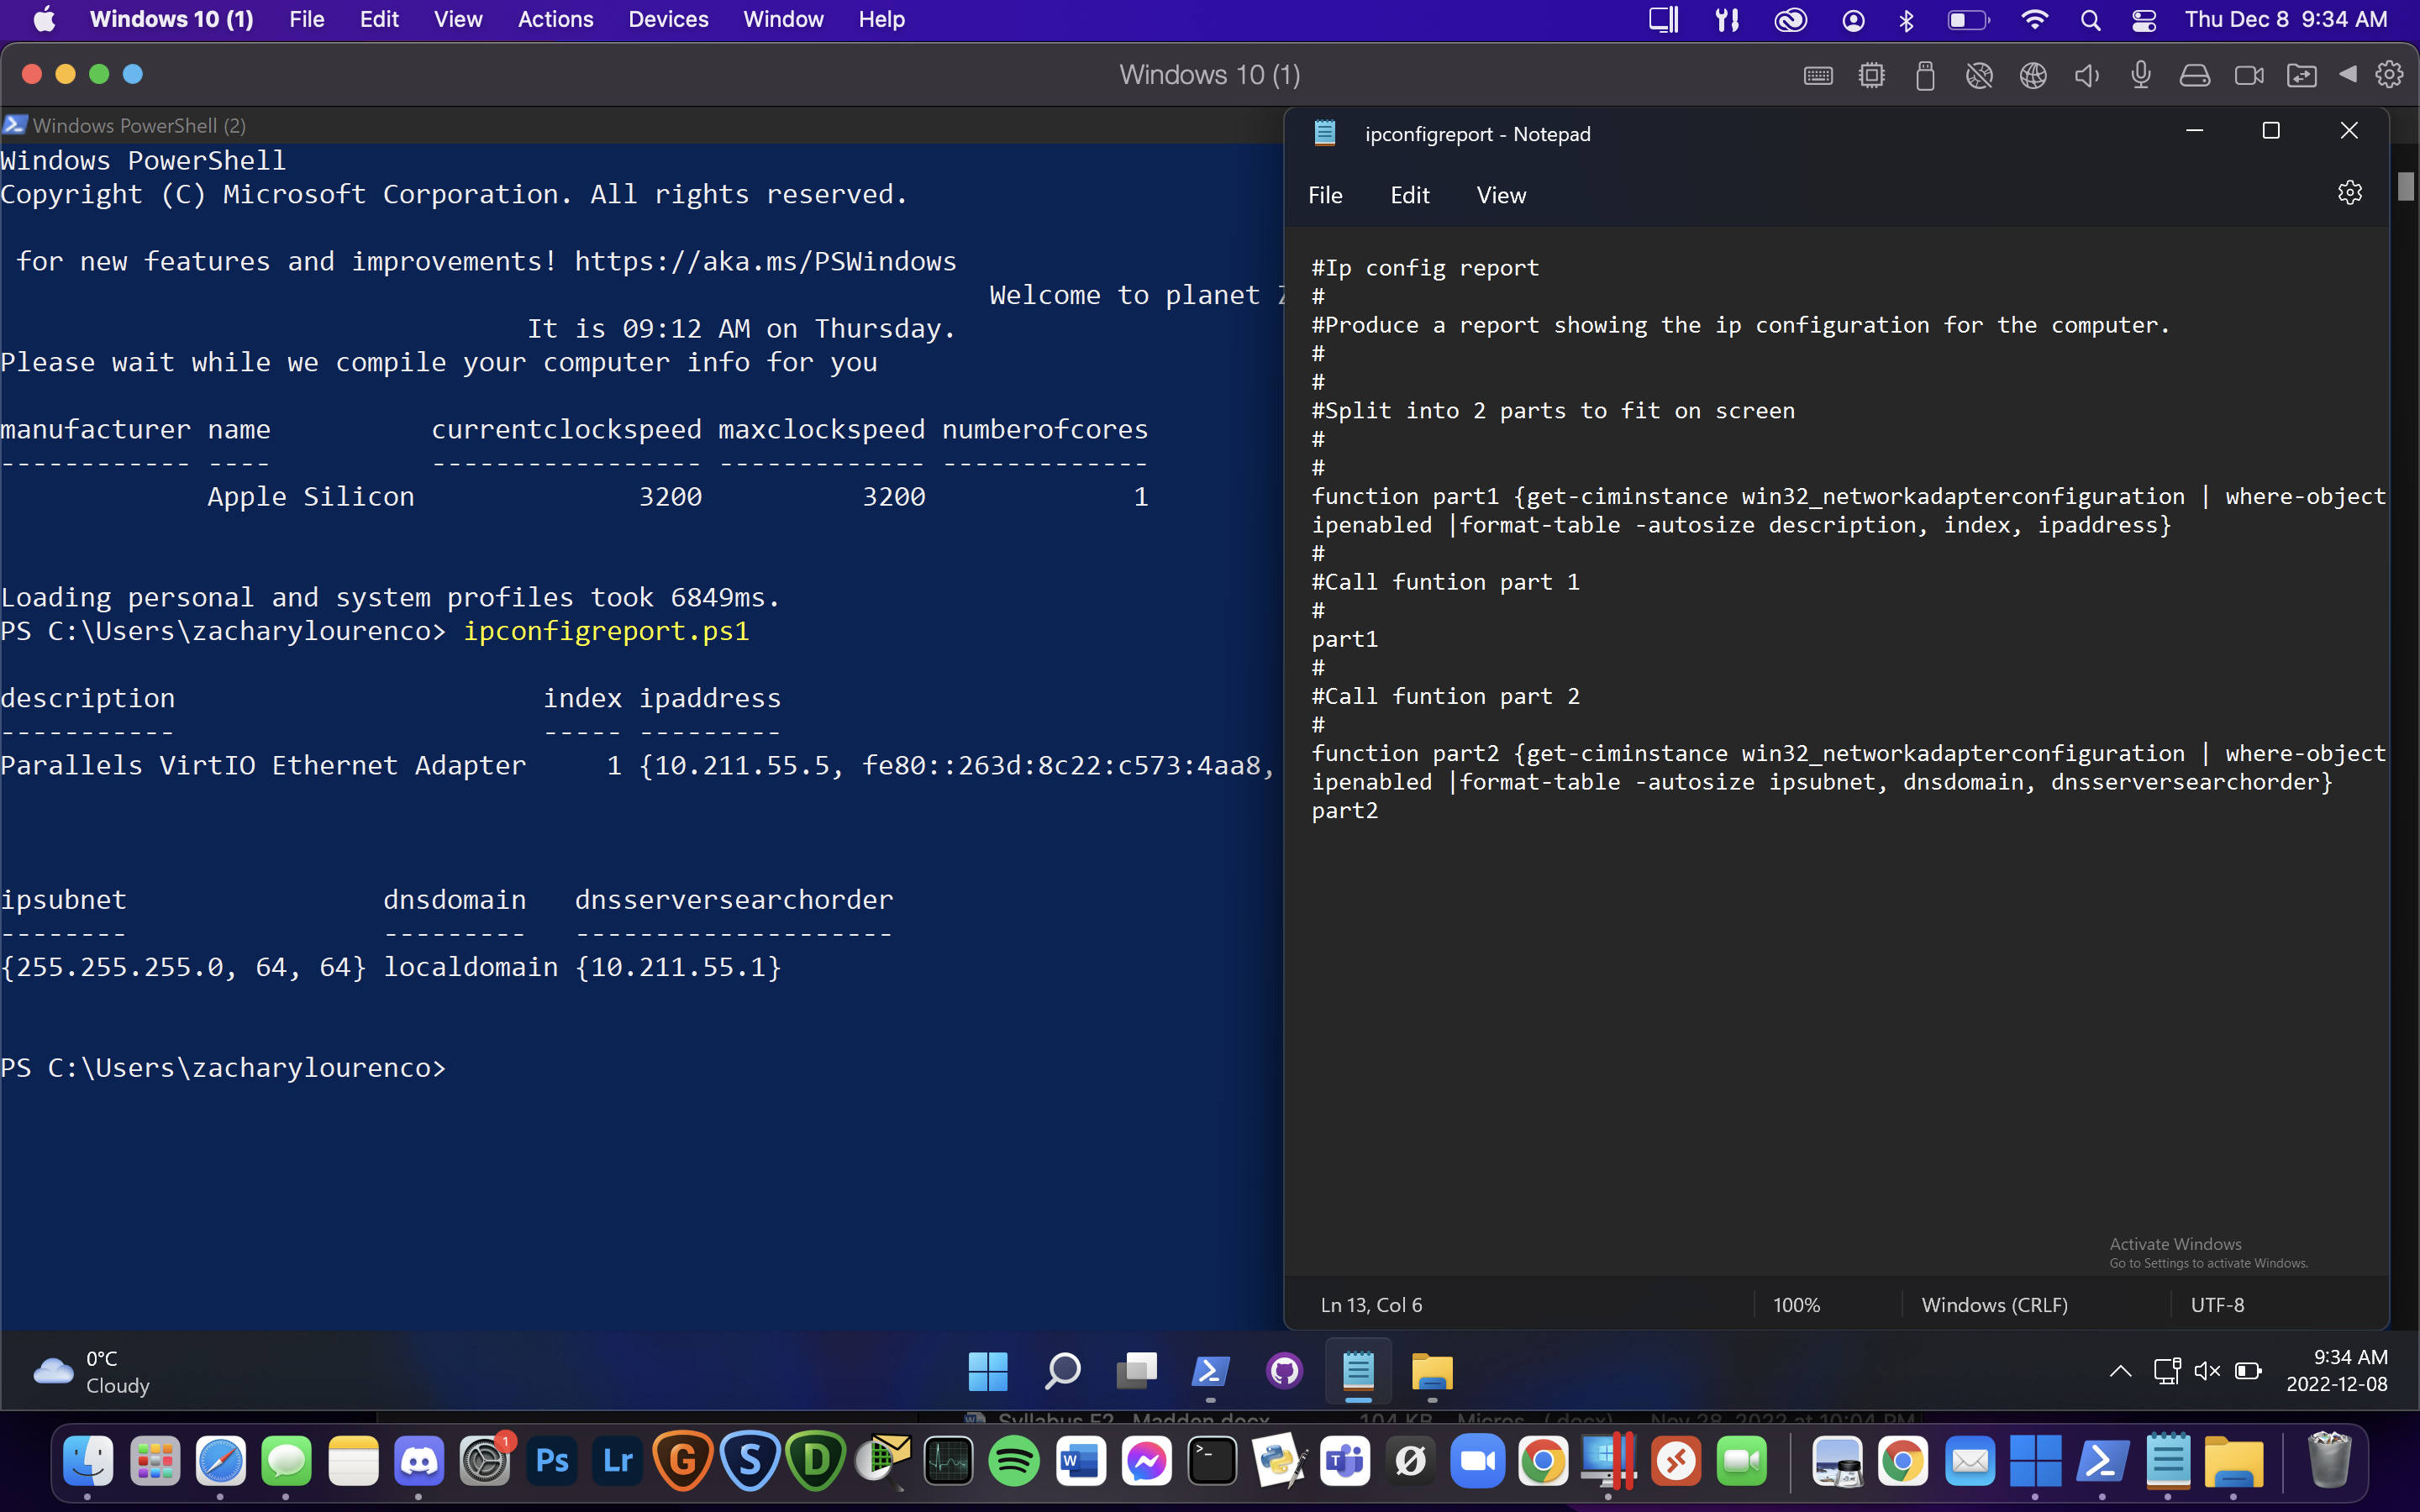 Windows 10 (1) File Edit View Actions Devices Window Help Thu Dec 8 9:34 AM
Windows 10 (1)
Windows PowerShell (2)
Windows PowerShell
Copyright (C) Microsoft Corporation. All rights reserved.
for new features and improvements! https://aka.ms/PSWindows
Welcome to planet
It is 09:12 AM on Thursday.
Please wait while we compile your computer info for you
manufacturer name currentclockspeed maxclockspeed numberofcores
------------ ---- ----------------- ------------- -------------
Apple Silicon 3200 3200 1
Loading personal and system profiles took 6849ms.
PS C:\Users\zacharylourenco> ipconfigreport.ps1
description index ipaddress
----------- ----- ---------
Parallels VirtIO Ethernet Adapter 1 {10.211.55.5, fe80::263d:8c22:c573:4aa8,
ipsubnet dnsdomain dnsserversearchorder
-------- --------- --------------------
{255.255.255.0, 64, 64} localdomain {10.211.55.1}
PS C:\Users\zacharylourenco>
ipconfigreport - Notepad
File Edit View
#Ip config report
#
#Produce a report showing the ip configuration for the computer.
#
#
#Split into 2 parts to fit on screen
#
#
function part1 {get-ciminstance win32_networkadapterconfiguration | where-object
ipenabled |format-table -autosize description, index, ipaddress}
#
#Call funtion part 1
#
part1
#
#Call funtion part 2
#
function part2 {get-ciminstance win32_networkadapterconfiguration | where-object
ipenabled |format-table -autosize ipsubnet, dnsdomain, dnsserversearchorder}
part2
Activate Windows
Go to Settings to activate Windows.
Ln 13, Col 6 100% Windows (CRLF) UTF-8
0°C
Cloudy
9:34 AM
2022-12-08
1
Ps Lr G S D W